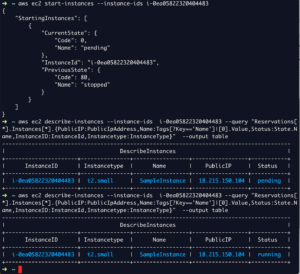 ➜ ~ aws ec2 start-instances --instance-ids i-0ea05822320404483
{
"StartingInstances": [
{
"CurrentState": {
"Code": 0,
"Name": "pending"
},
"InstanceId": "i-0ea05822320404483",
"PreviousState": {
"Code": 80,
"Name": "stopped"
}
}
]
}
➜ ~ aws ec2 describe-instances --instance-ids i-0ea05822320404483 --query "Reservations[
*].Instances[*].{PublicIP:PublicIpAddress,Name:Tags[?Key=='Name']|[0].Value,Status:State.N
ame,InstanceID:InstanceId,Instancetype:InstanceType}" --output table
DescribeInstances
InstanceID | Instancetype | Name | PublicIP | Status
i-0ea05822320404483 | t2.small | SampleInstance | 18.215.150.104 | pending
➜ ~ aws ec2 describe-instances --instance-ids i-0ea05822320404483 --query "Reservations[
*].Instances[*].{PublicIP:PublicIpAddress,Name:Tags[?Key=='Name']|[0].Value,Status:State.N
ame,InstanceID:InstanceId,Instancetype:InstanceType}" --output table
DescribeInstances
InstanceID | Instancetype | Name | PublicIP | Status
i-0ea05822320404483 | t2.small | SampleInstance | 18.215.150.104 | running
➜ ~